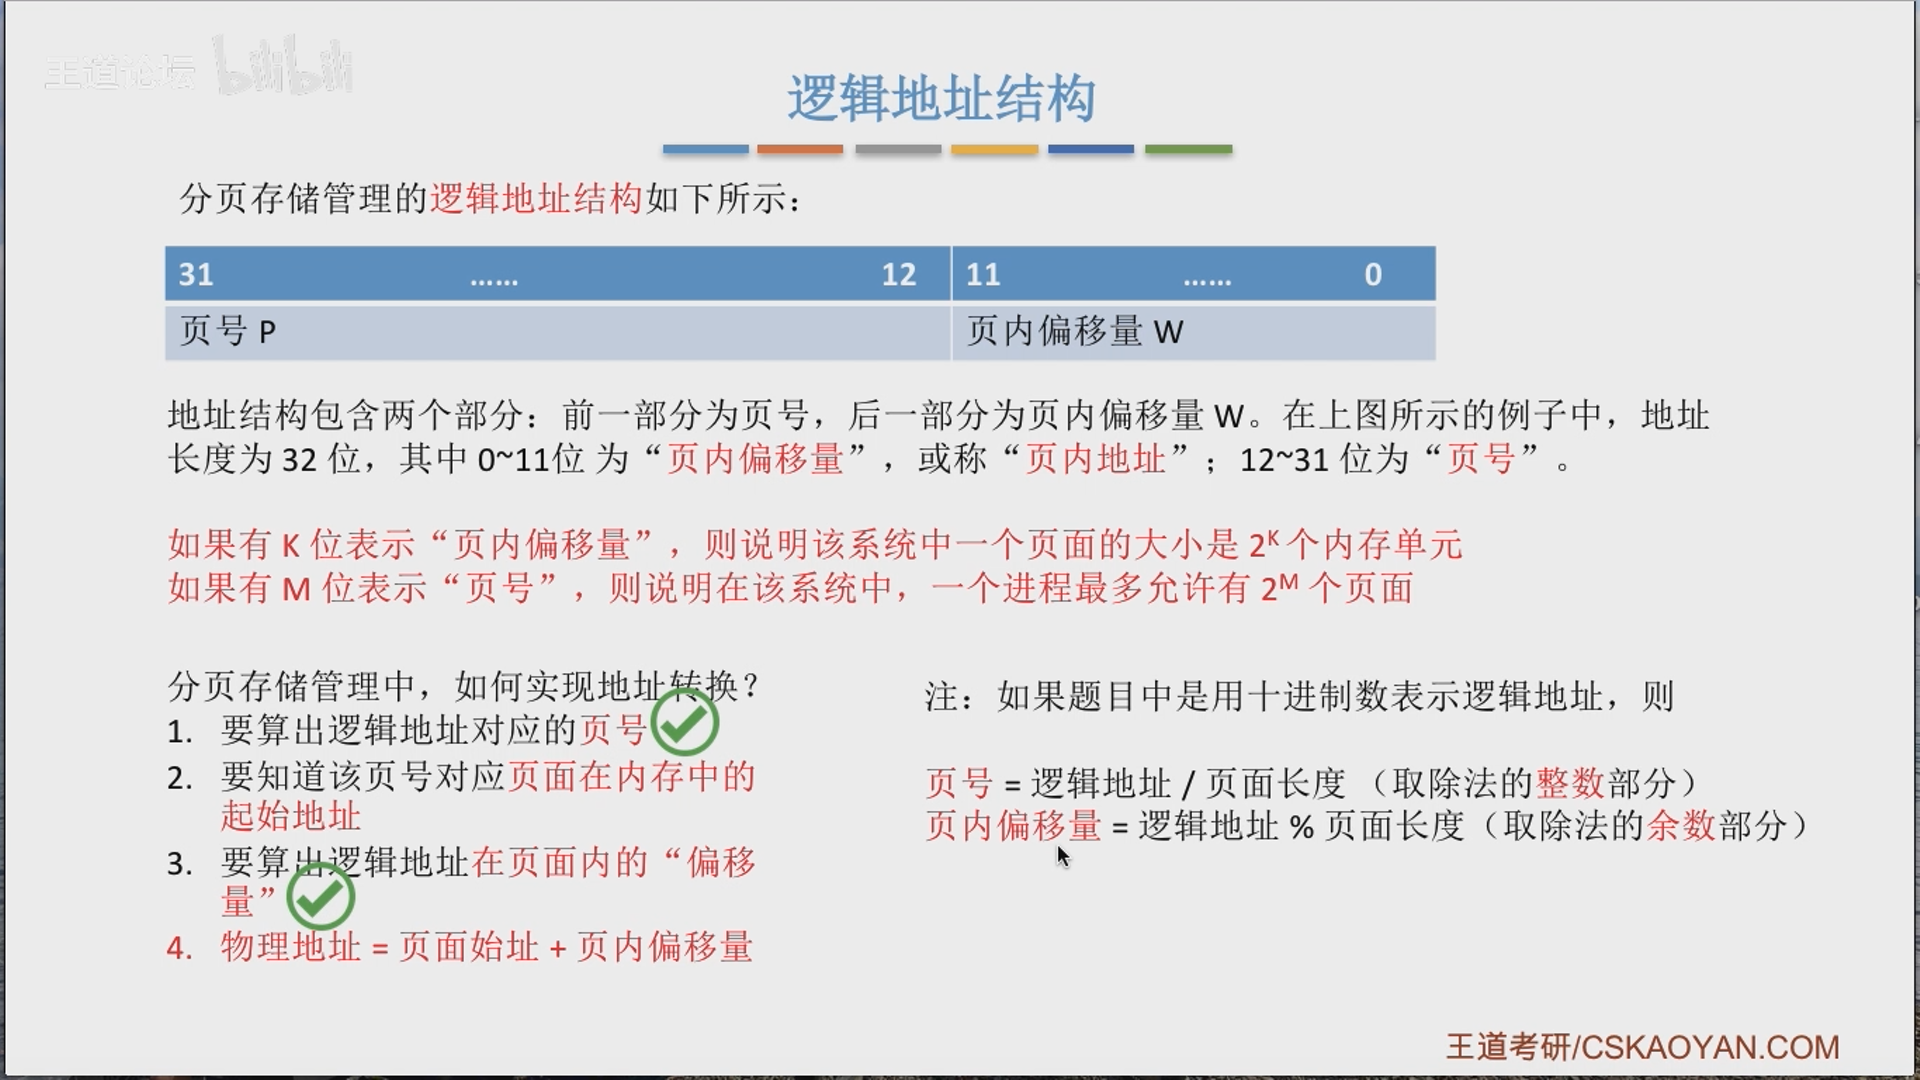 王道论坛 bilibili
逻辑地址结构
分页存储管理的逻辑地址结构如下所示：
31 …… 12 11 …… 0
页号 P 页内偏移量 W
地址结构包含两个部分：前一部分为页号，后一部分为页内偏移量 W。在上图所示的例子中，地址
长度为 32 位，其中 0~11位 为“页内偏移量”，或称“页内地址”；12~31 位为“页号”。
如果有 K 位表示“页内偏移量”，则说明该系统中一个页面的大小是 2ᴷ 个内存单元
如果有 M 位表示“页号”，则说明在该系统中，一个进程最多允许有 2ᴹ 个页面
分页存储管理中，如何实现地址转换？
1. 要算出逻辑地址对应的页号
2. 要知道该页号对应页面在内存中的
起始地址
3. 要算出逻辑地址在页面内的“偏移
量”
4. 物理地址 = 页面始址 + 页内偏移量
注：如果题目中是用十进制数表示逻辑地址，则
页号 = 逻辑地址 / 页面长度 （取除法的整数部分）
页内偏移量 = 逻辑地址 % 页面长度（取除法的余数部分）
王道考研/CSKAOYAN.COM